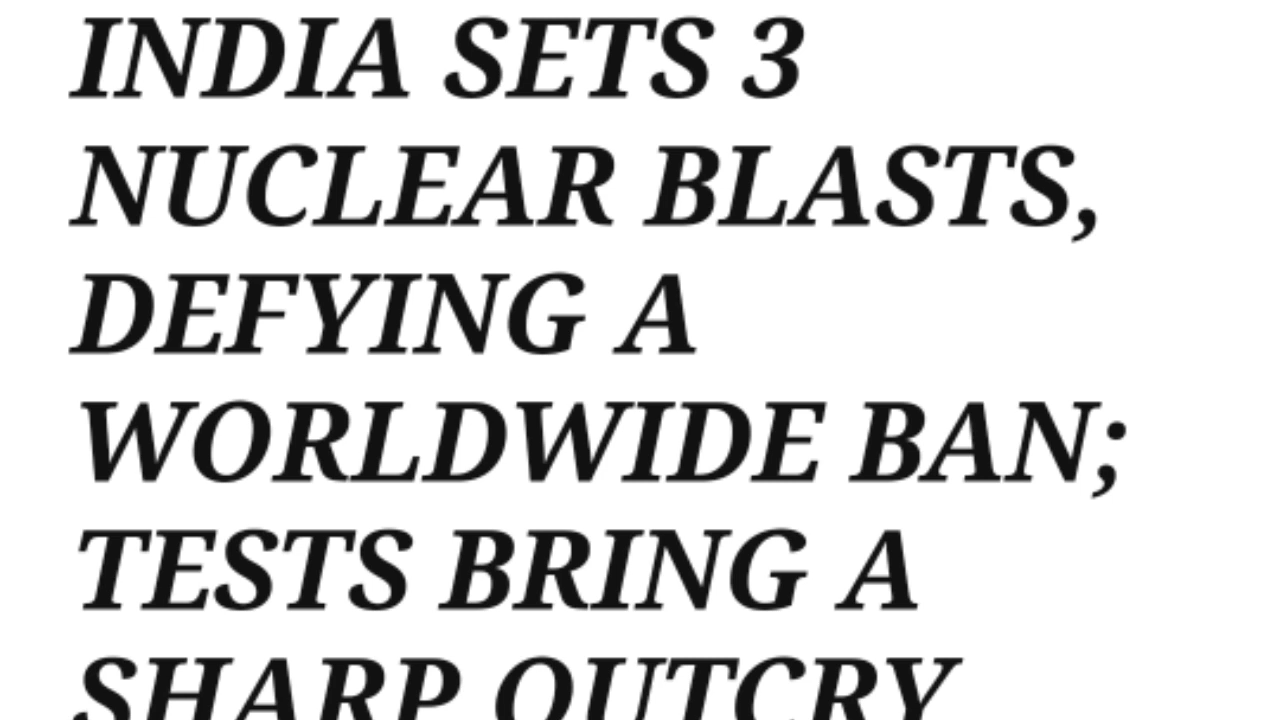 INDIA SETS 3
NUCLEAR BLASTS,
DEFYING A
WORLDWIDE BAN;
TESTS BRING A
SHARP OUTCRY